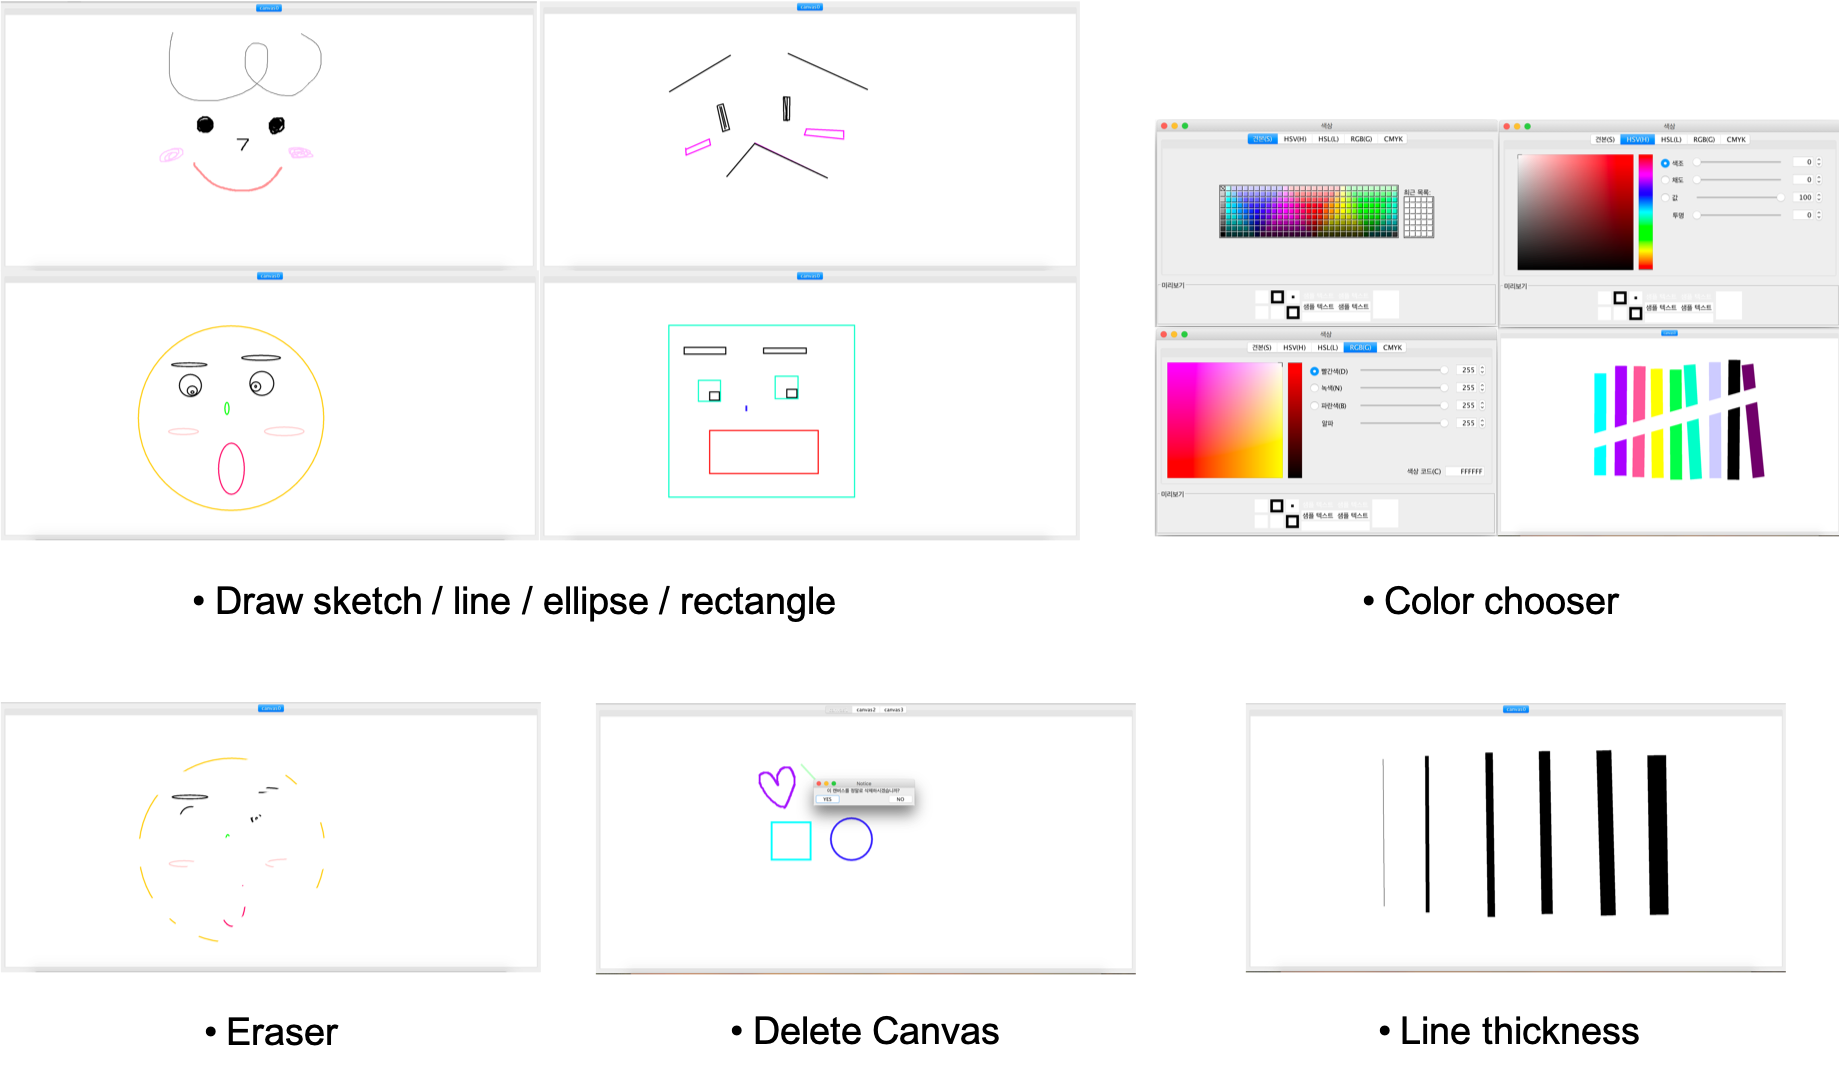 canvas0
canvas0
canvas0
canvas0
• Draw sketch / line / ellipse / rectangle
색상
견본(S) HSV(H) HSL(L) RGB(G) CMYK
최근 목록:
미리보기
샘플 텍스트 샘플 텍스트
색상
견본(S) HSV(H) HSL(L) RGB(G) CMYK
색조 0
채도 0
값 100
투명 0
미리보기
샘플 텍스트 샘플 텍스트
색상
견본(S) HSV(H) HSL(L) RGB(G) CMYK
빨간색(D) 255
녹색(N) 255
파란색(B) 255
알파 255
색상 코드(C) FFFFFF
미리보기
샘플 텍스트 샘플 텍스트
• Color chooser
canvas0
• Eraser
canvas2 canvas3
Notice
이 캔버스를 정말로 삭제하시겠습니까?
YES NO
• Delete Canvas
canvas0
• Line thickness